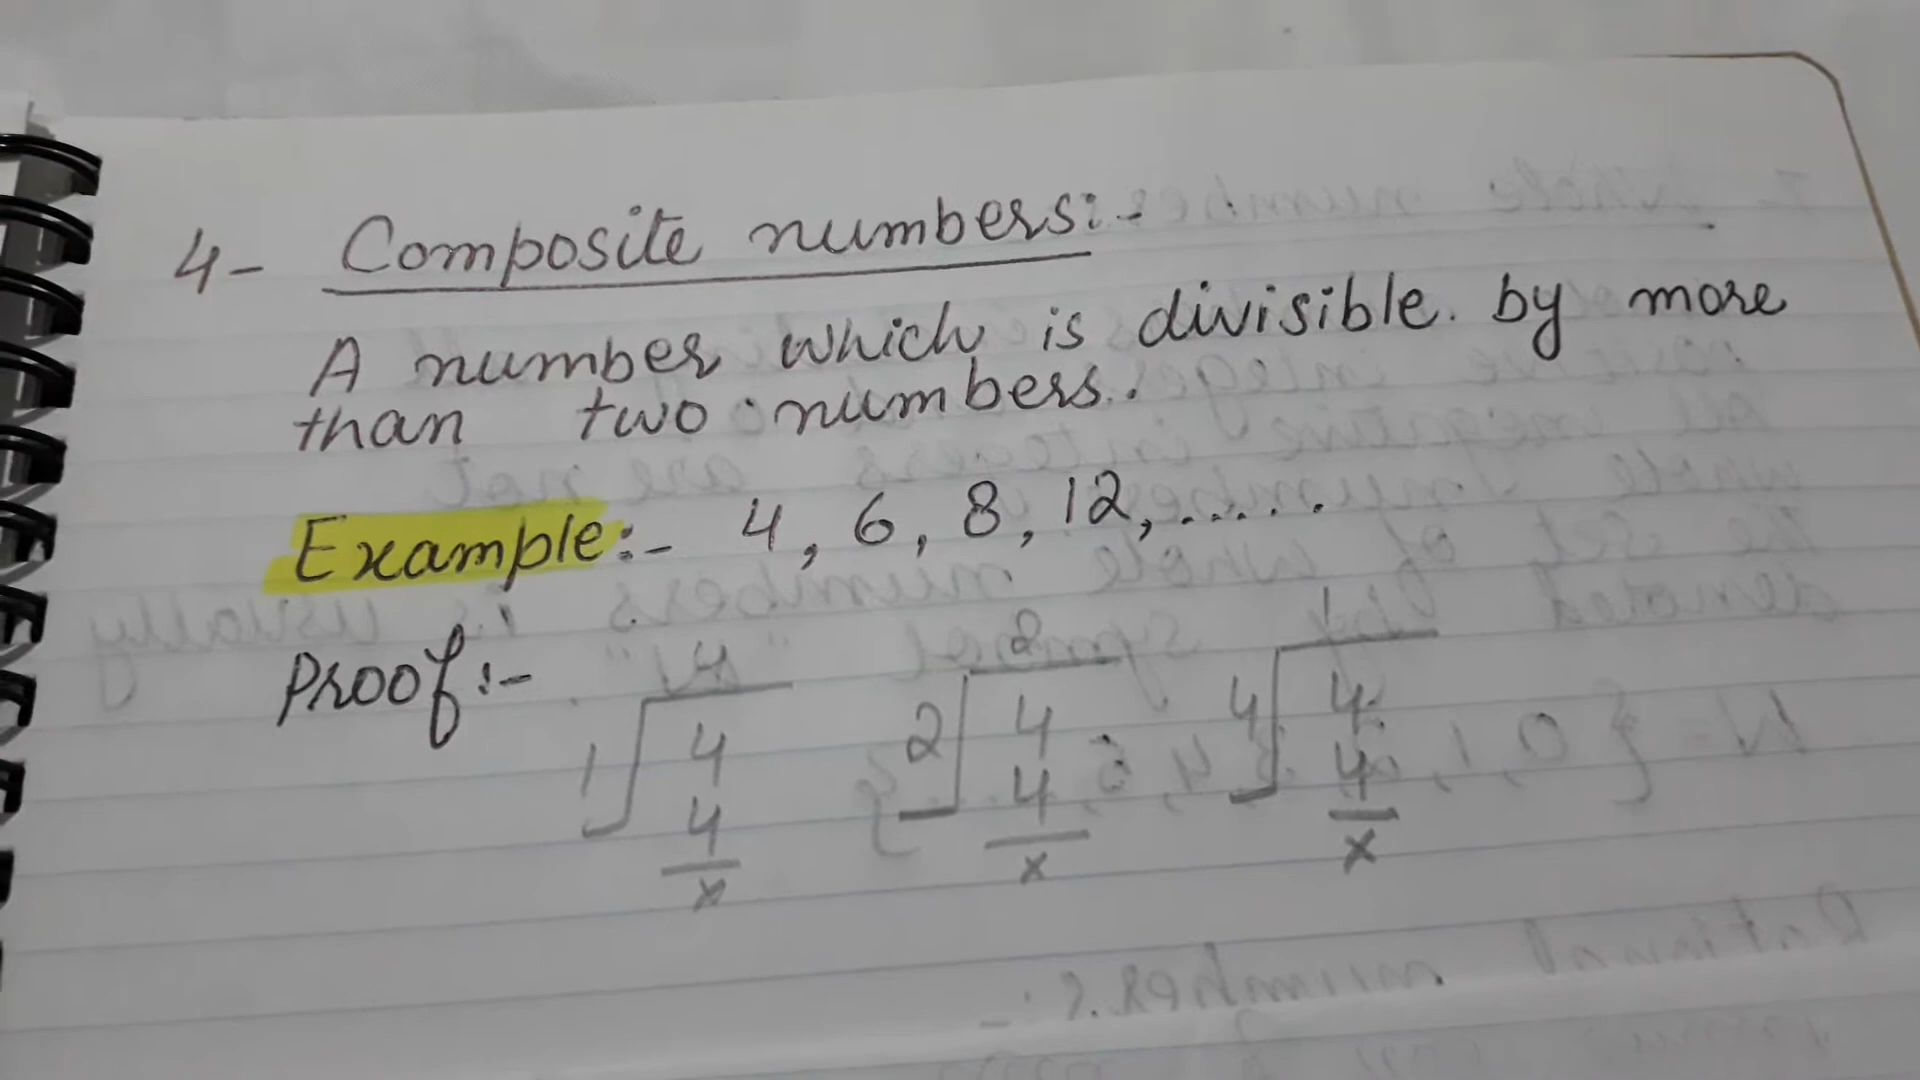 4- Composite numbers:-
A number which is divisible. by more
than two numbers.
Example:- 4, 6, 8, 12, .....
Proof:-
4 2 1
1 4 2 4 4 4
4 4 4
x x x